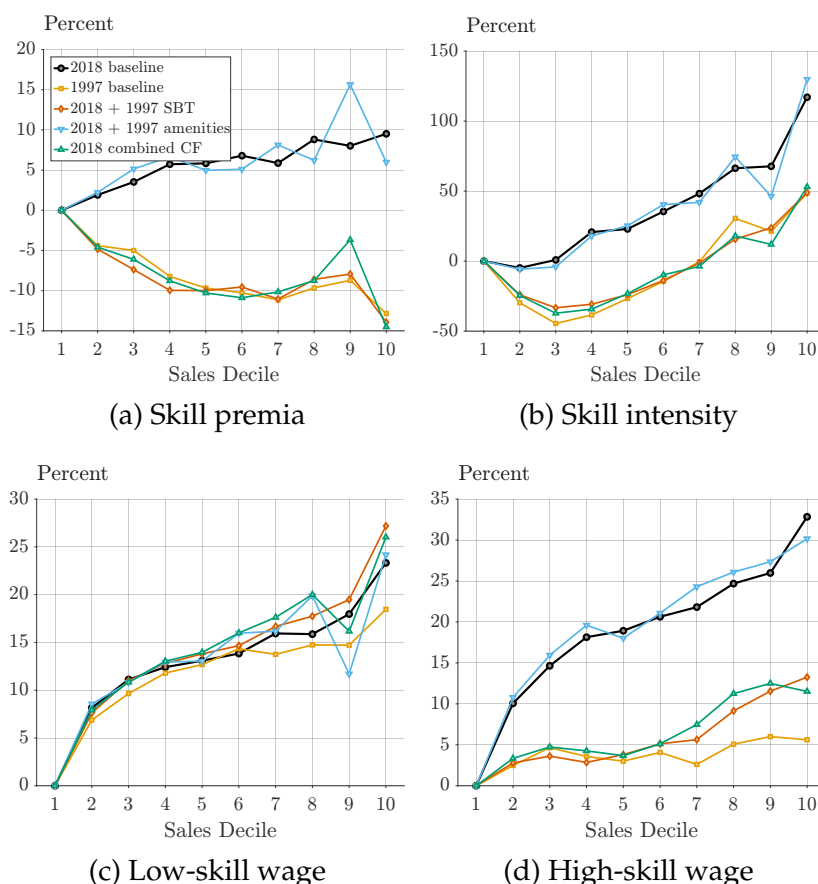 Percent
20
15
10
5
0
-5
-10
-15
2018 baseline
1997 baseline
2018 + 1997 SBT
2018 + 1997 amenities
2018 combined CF
1 2 3 4 5 6 7 8 9 10
Sales Decile
(a) Skill premia
Percent
150
100
50
0
-50
1 2 3 4 5 6 7 8 9 10
Sales Decile
(b) Skill intensity
Percent
30
25
20
15
10
5
0
1 2 3 4 5 6 7 8 9 10
Sales Decile
(c) Low-skill wage
Percent
35
30
25
20
15
10
5
0
1 2 3 4 5 6 7 8 9 10
Sales Decile
(d) High-skill wage